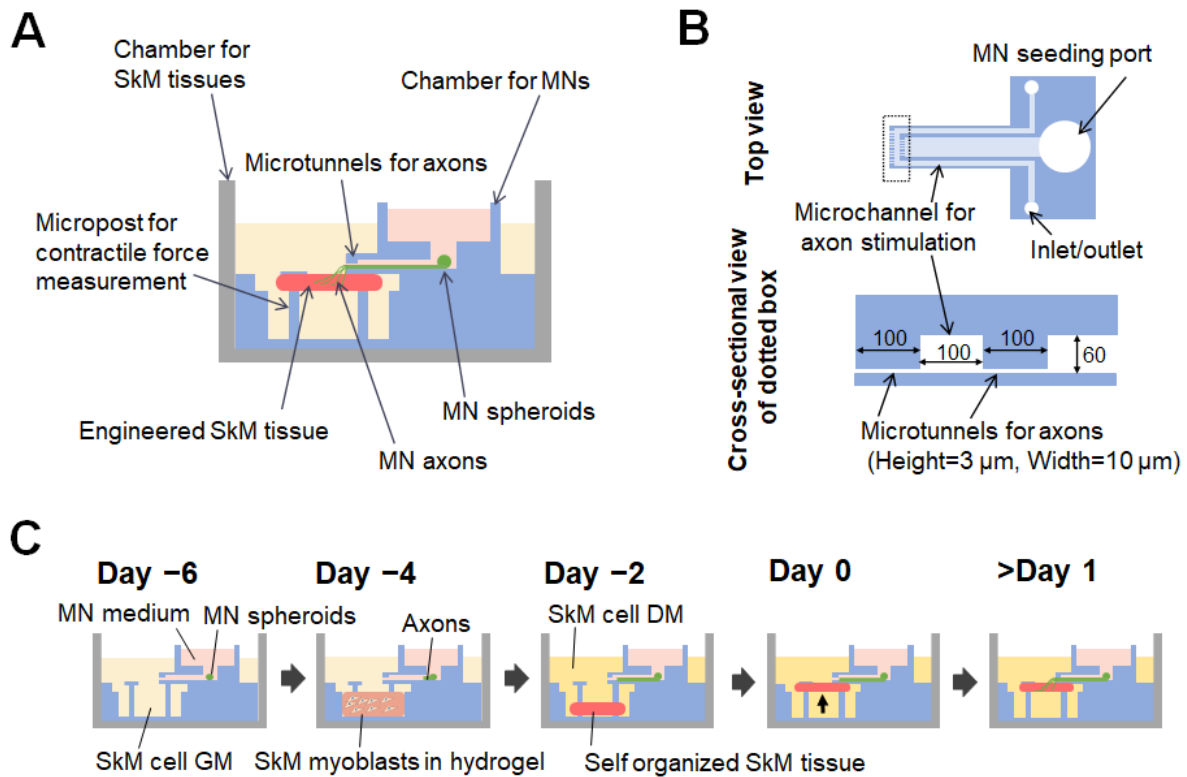 A
Chamber for
SkM tissues
Chamber for MNs
Microtunnels for axons
Micropost for
contractile force
measurement
MN spheroids
Engineered SkM tissue
MN axons
B
Top view
MN seeding port
Microchannel for
axon stimulation
Inlet/outlet
Cross-sectional view
of dotted box
100
100
100
60
Microtunnels for axons
(Height=3 µm, Width=10 µm)
C
Day −6
Day −4
Day −2
Day 0
>Day 1
MN medium
MN spheroids
Axons
SkM cell DM
SkM cell GM
SkM myoblasts in hydrogel
Self organized SkM tissue